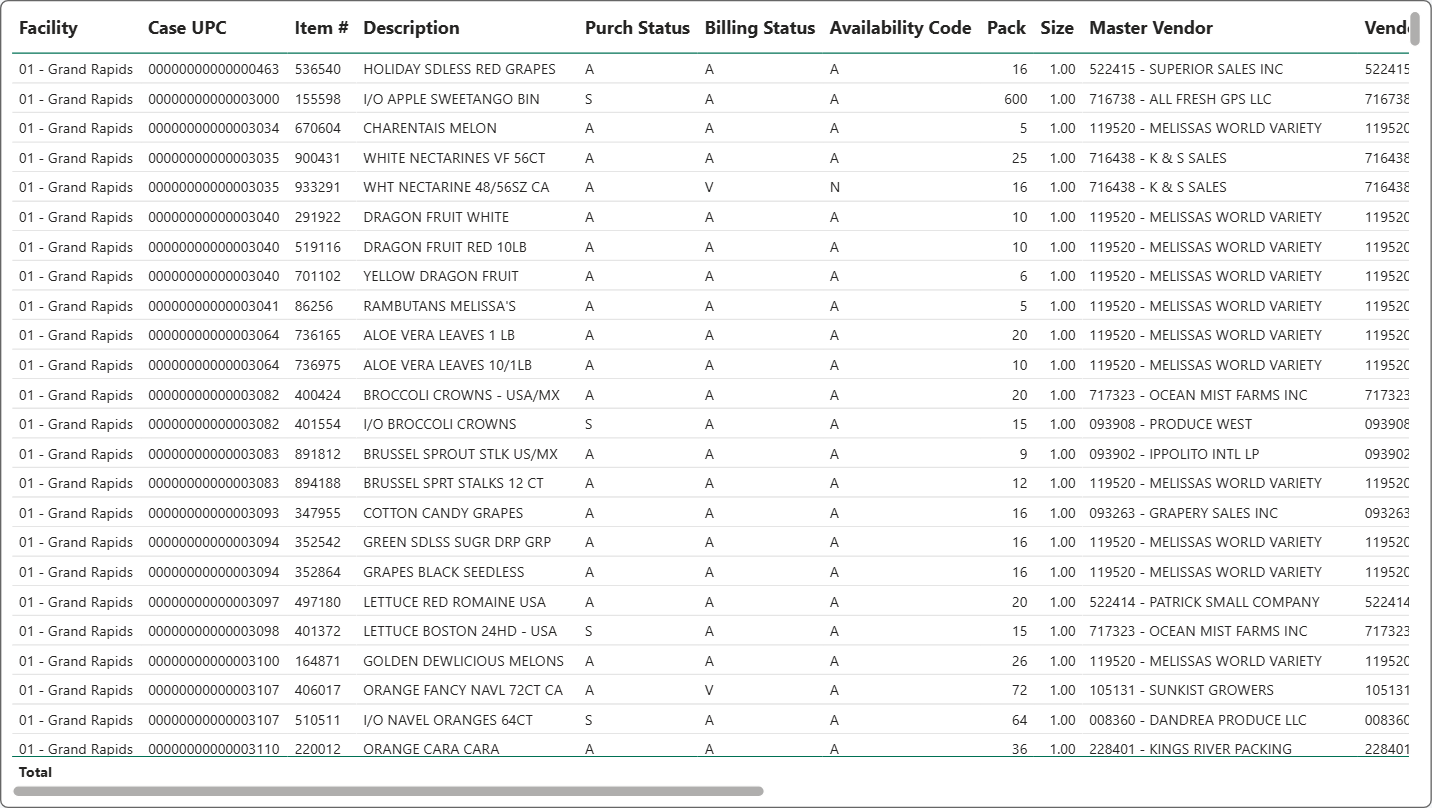 Facility Case UPC Item # Description Purch Status Billing Status Availability Code Pack Size Master Vendor
01 - Grand Rapids 00000000000000463 536540 HOLIDAY SDLESS RED GRAPES A A A 16 1.00 522415 - SUPERIOR SALES INC 522415
01 - Grand Rapids 00000000000003000 155598 I/O APPLE SWEETANGO BIN S A A 600 1.00 716738 - ALL FRESH GPS LLC 716738
01 - Grand Rapids 00000000000003034 670604 CHARENTAIS MELON A A A 5 1.00 119520 - MELISSAS WORLD VARIETY 119520
01 - Grand Rapids 00000000000003035 900431 WHITE NECTARINES VF 56CT A A A 25 1.00 716438 - K & S SALES 716438
01 - Grand Rapids 00000000000003035 933291 WHT NECTARINE 48/56SZ CA A V N 16 1.00 716438 - K & S SALES 716438
01 - Grand Rapids 00000000000003040 291922 DRAGON FRUIT WHITE A A A 10 1.00 119520 - MELISSAS WORLD VARIETY 119520
01 - Grand Rapids 00000000000003040 519116 DRAGON FRUIT RED 10LB A A A 10 1.00 119520 - MELISSAS WORLD VARIETY 119520
01 - Grand Rapids 00000000000003040 701102 YELLOW DRAGON FRUIT A A A 6 1.00 119520 - MELISSAS WORLD VARIETY 119520
01 - Grand Rapids 00000000000003041 86256 RAMBUTANS MELISSA'S A A A 5 1.00 119520 - MELISSAS WORLD VARIETY 119520
01 - Grand Rapids 00000000000003064 736165 ALOE VERA LEAVES 1 LB A A A 20 1.00 119520 - MELISSAS WORLD VARIETY 119520
01 - Grand Rapids 00000000000003064 736975 ALOE VERA LEAVES 10/1LB A A A 10 1.00 119520 - MELISSAS WORLD VARIETY 119520
01 - Grand Rapids 00000000000003082 400424 BROCCOLI CROWNS - USA/MX A A A 20 1.00 717323 - OCEAN MIST FARMS INC 717323
01 - Grand Rapids 00000000000003082 401554 I/O BROCCOLI CROWNS S A A 15 1.00 093908 - PRODUCE WEST 093908
01 - Grand Rapids 00000000000003083 891812 BRUSSEL SPROUT STLK US/MX A A A 9 1.00 093902 - IPPOLITO INTL LP 093902
01 - Grand Rapids 00000000000003083 894188 BRUSSEL SPRT STALKS 12 CT A A A 12 1.00 119520 - MELISSAS WORLD VARIETY 119520
01 - Grand Rapids 00000000000003093 347955 COTTON CANDY GRAPES A A A 16 1.00 093263 - GRAPERY SALES INC 093263
01 - Grand Rapids 00000000000003094 352542 GREEN SDLSS SUGR DRP GRP A A A 16 1.00 119520 - MELISSAS WORLD VARIETY 119520
01 - Grand Rapids 00000000000003094 352864 GRAPES BLACK SEEDLESS A A A 16 1.00 119520 - MELISSAS WORLD VARIETY 119520
01 - Grand Rapids 00000000000003097 497180 LETTUCE RED ROMAINE USA A A A 20 1.00 522414 - PATRICK SMALL COMPANY 522414
01 - Grand Rapids 00000000000003098 401372 LETTUCE BOSTON 24HD - USA S A A 15 1.00 717323 - OCEAN MIST FARMS INC 717323
01 - Grand Rapids 00000000000003100 164871 GOLDEN DEWLICIOUS MELONS A A A 26 1.00 119520 - MELISSAS WORLD VARIETY 119520
01 - Grand Rapids 00000000000003107 406017 ORANGE FANCY NAVL 72CT CA A V A 72 1.00 105131 - SUNKIST GROWERS 105131
01 - Grand Rapids 00000000000003107 510511 I/O NAVEL ORANGES 64CT S A A 64 1.00 008360 - DANDREA PRODUCE LLC 008360
01 - Grand Rapids 00000000000003110 220012 ORANGE CARA CARA A A A 36 1.00 228401 - KINGS RIVER PACKING 228401
Total